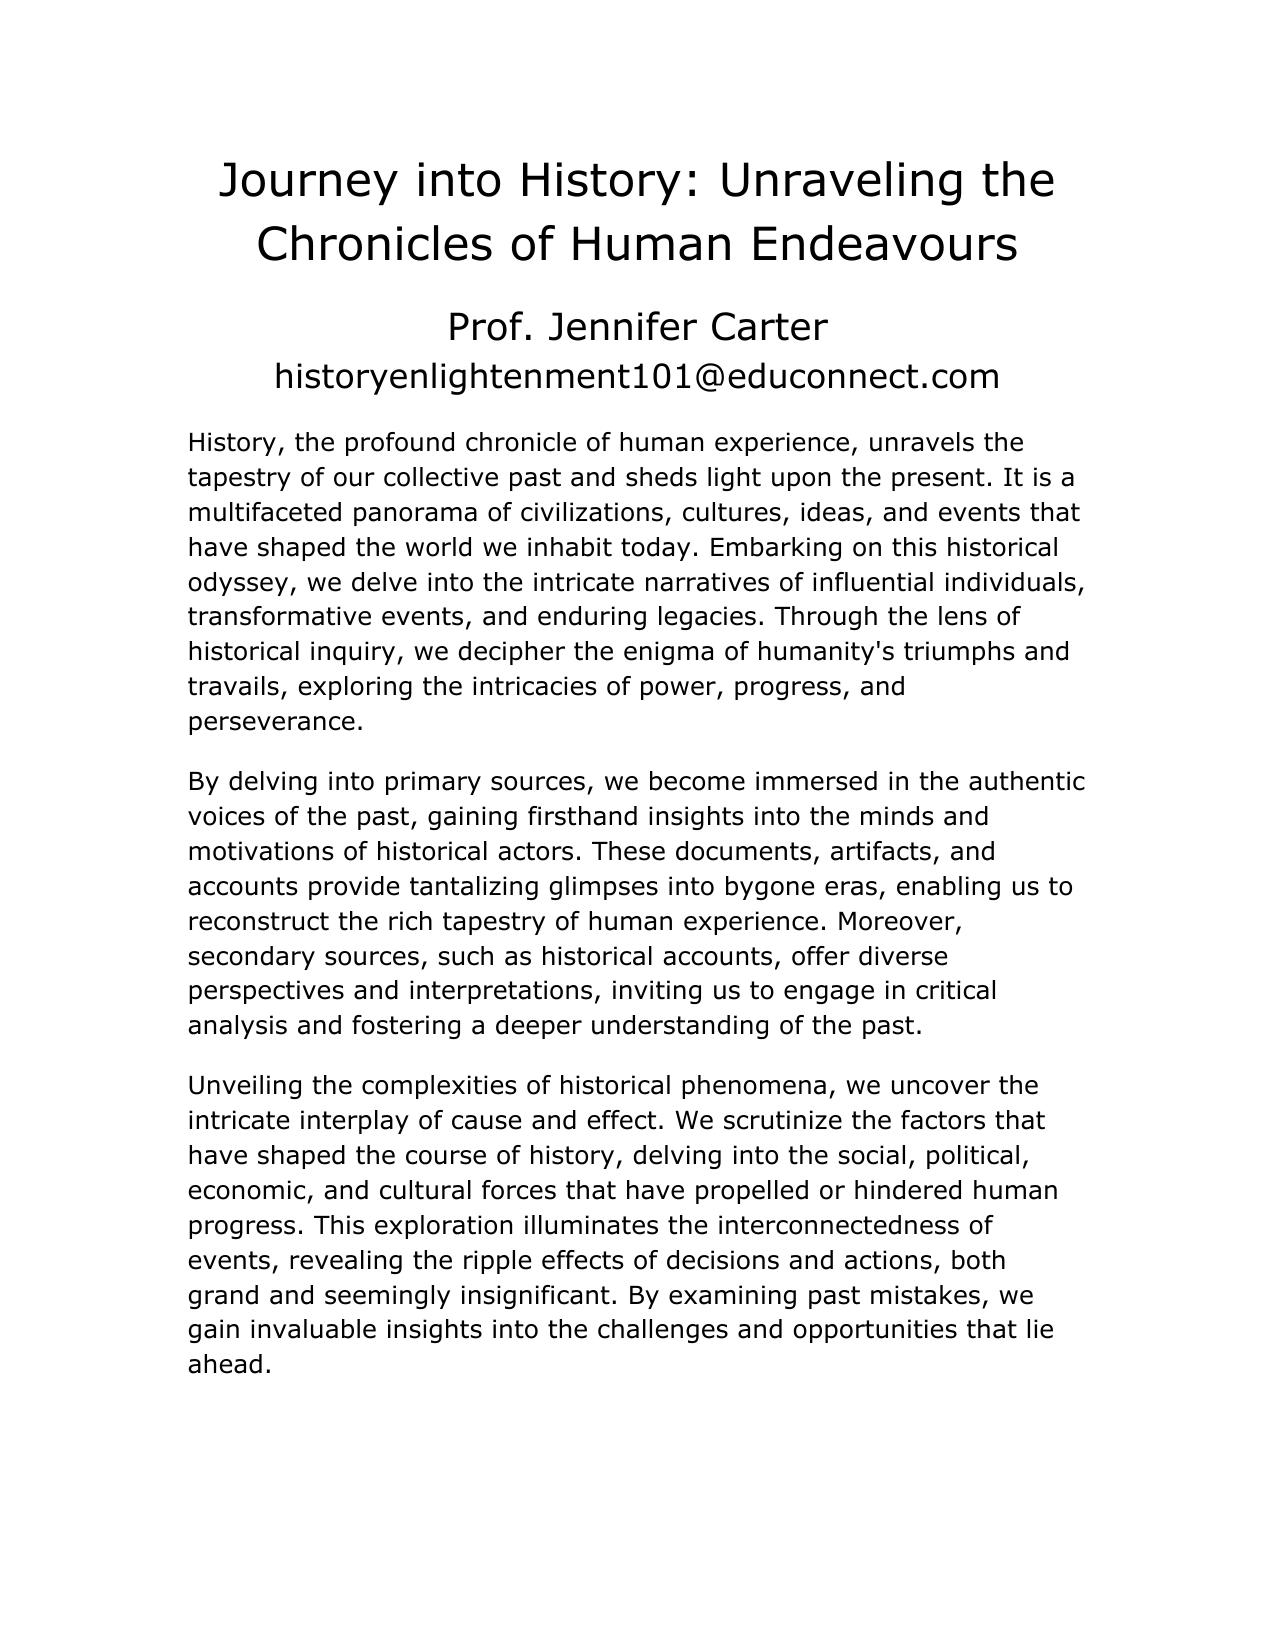 Journey into History: Unraveling the
Chronicles of Human Endeavours
Prof. Jennifer Carter
historyenlightenment101@educonnect.com
History, the profound chronicle of human experience, unravels the
tapestry of our collective past and sheds light upon the present. It is a
multifaceted panorama of civilizations, cultures, ideas, and events that
have shaped the world we inhabit today. Embarking on this historical
odyssey, we delve into the intricate narratives of influential individuals,
transformative events, and enduring legacies. Through the lens of
historical inquiry, we decipher the enigma of humanity's triumphs and
travails, exploring the intricacies of power, progress, and
perseverance.
By delving into primary sources, we become immersed in the authentic
voices of the past, gaining firsthand insights into the minds and
motivations of historical actors. These documents, artifacts, and
accounts provide tantalizing glimpses into bygone eras, enabling us to
reconstruct the rich tapestry of human experience. Moreover,
secondary sources, such as historical accounts, offer diverse
perspectives and interpretations, inviting us to engage in critical
analysis and fostering a deeper understanding of the past.
Unveiling the complexities of historical phenomena, we uncover the
intricate interplay of cause and effect. We scrutinize the factors that
have shaped the course of history, delving into the social, political,
economic, and cultural forces that have propelled or hindered human
progress. This exploration illuminates the interconnectedness of
events, revealing the ripple effects of decisions and actions, both
grand and seemingly insignificant. By examining past mistakes, we
gain invaluable insights into the challenges and opportunities that lie
ahead.